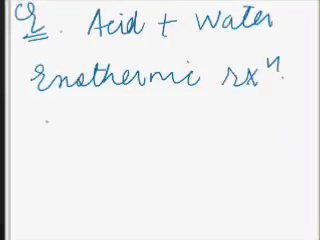 Q. Acid + Water
Exothermic rxⁿ.